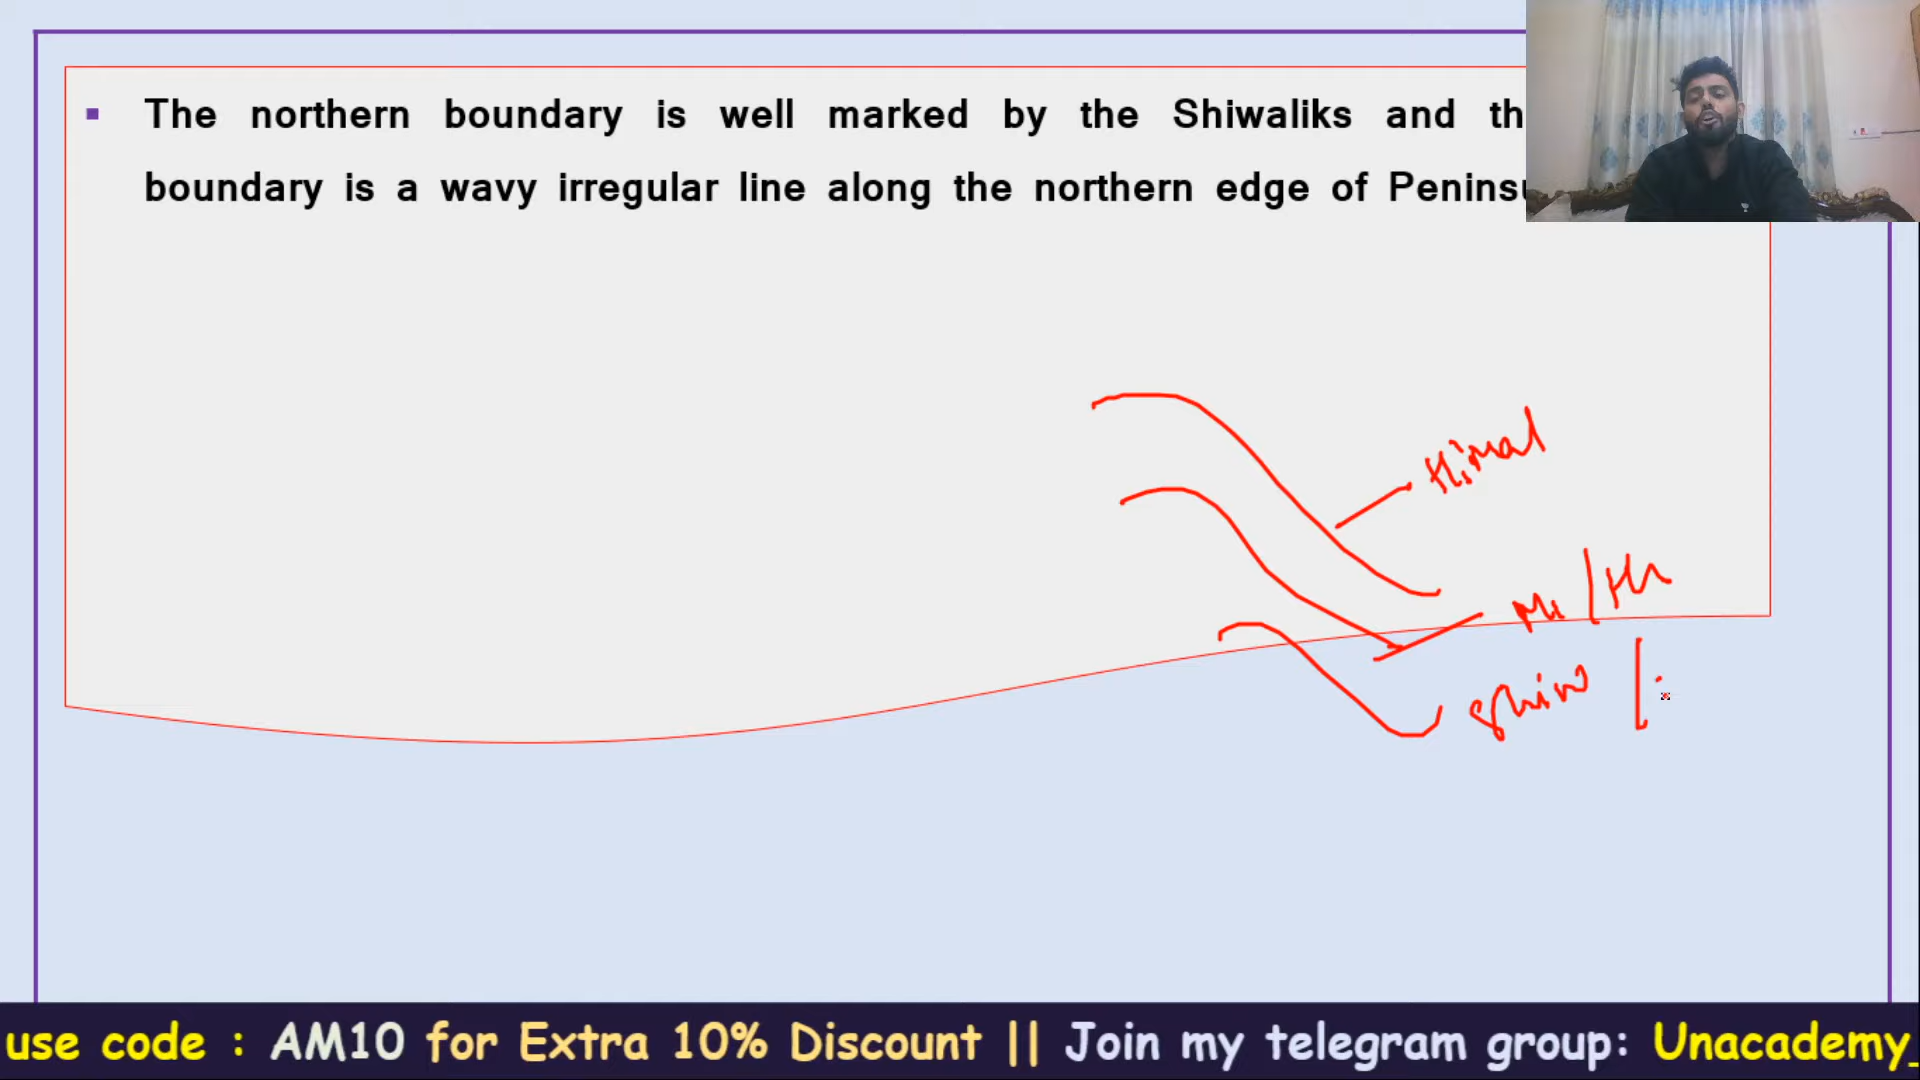 The northern boundary is well marked by the Shiwaliks and th
boundary is a wavy irregular line along the northern edge of Peninsu
Himal
Shiw
use code : AM10 for Extra 10% Discount || Join my telegram group: Unacademy_